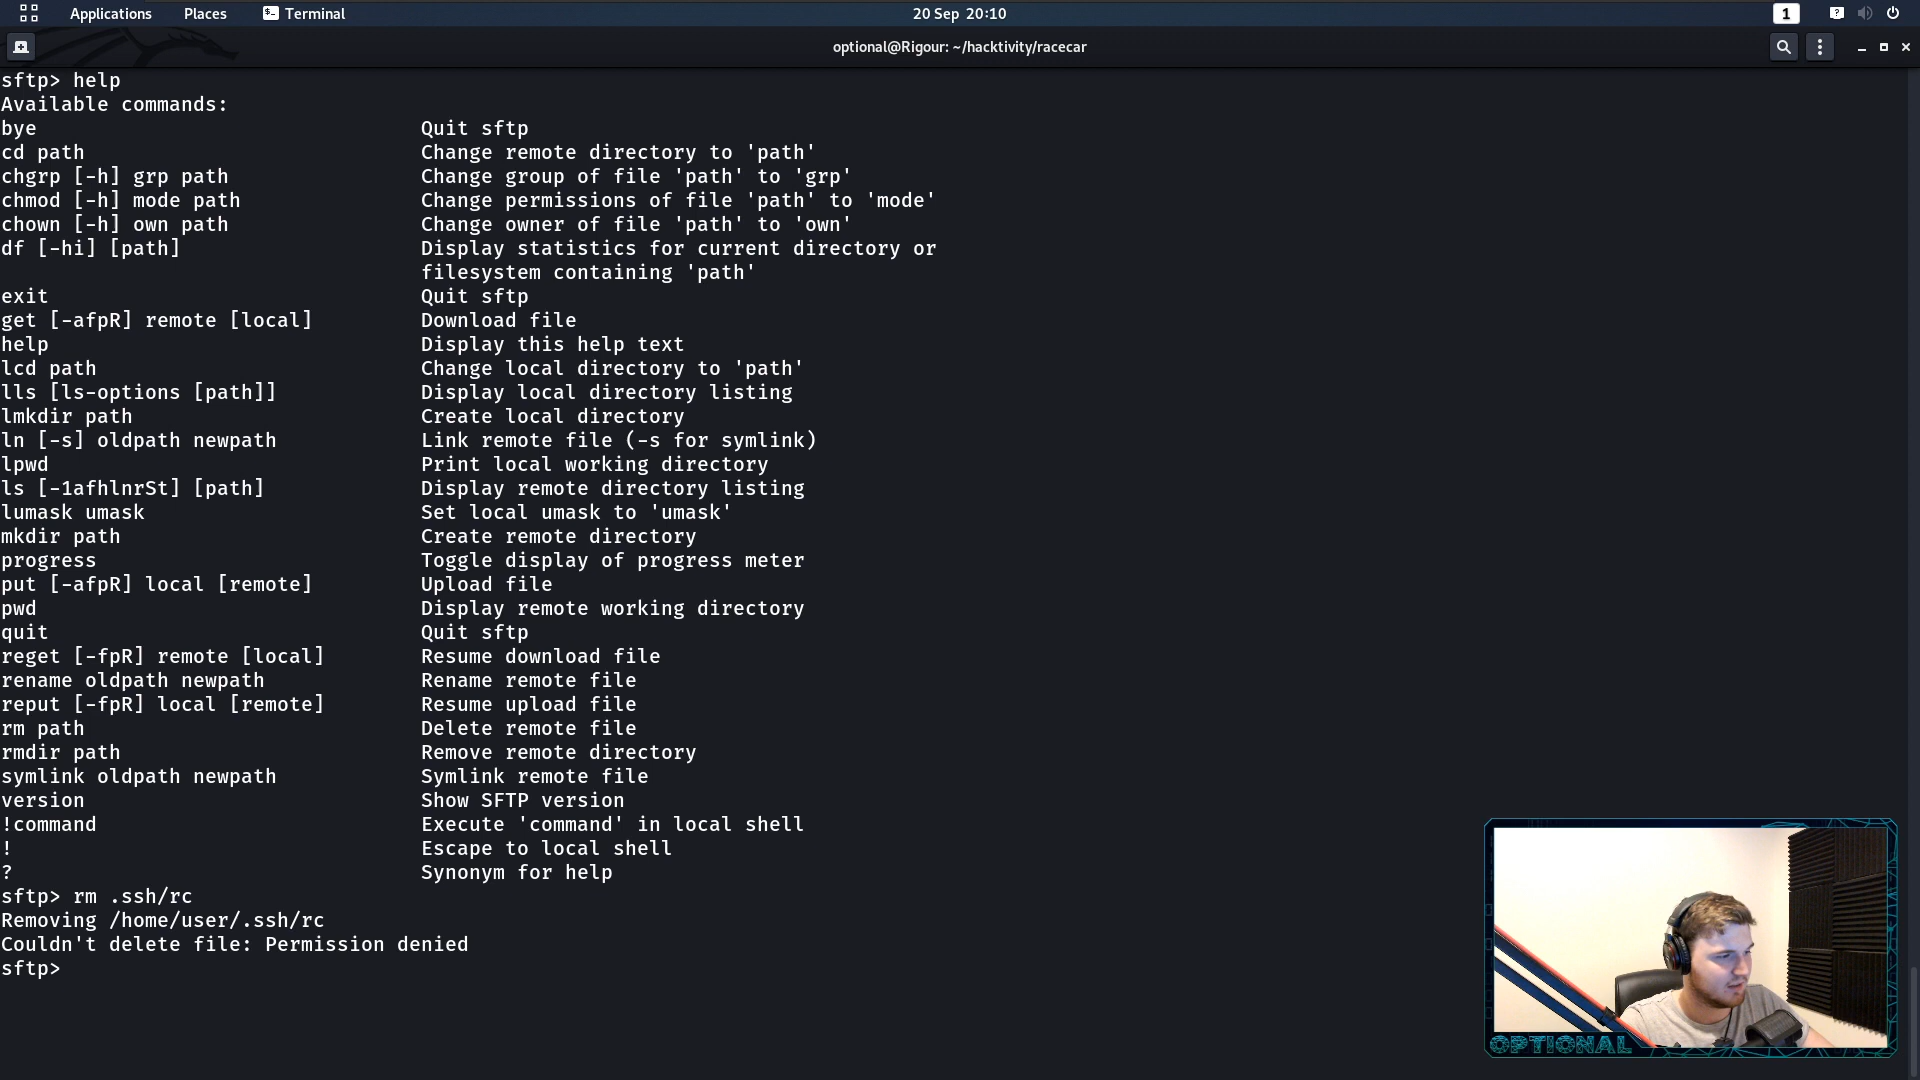 Applications Places Terminal 20 Sep 20:10 1
optional@Rigour: ~/hacktivity/racecar
sftp> help
Available commands:
bye Quit sftp
cd path Change remote directory to 'path'
chgrp [-h] grp path Change group of file 'path' to 'grp'
chmod [-h] mode path Change permissions of file 'path' to 'mode'
chown [-h] own path Change owner of file 'path' to 'own'
df [-hi] [path] Display statistics for current directory or
filesystem containing 'path'
exit Quit sftp
get [-afpR] remote [local] Download file
help Display this help text
lcd path Change local directory to 'path'
lls [ls-options [path]] Display local directory listing
lmkdir path Create local directory
ln [-s] oldpath newpath Link remote file (-s for symlink)
lpwd Print local working directory
ls [-1afhlnrSt] [path] Display remote directory listing
lumask umask Set local umask to 'umask'
mkdir path Create remote directory
progress Toggle display of progress meter
put [-afpR] local [remote] Upload file
pwd Display remote working directory
quit Quit sftp
reget [-fpR] remote [local] Resume download file
rename oldpath newpath Rename remote file
reput [-fpR] local [remote] Resume upload file
rm path Delete remote file
rmdir path Remove remote directory
symlink oldpath newpath Symlink remote file
version Show SFTP version
!command Execute 'command' in local shell
! Escape to local shell
? Synonym for help
sftp> rm .ssh/rc
Removing /home/user/.ssh/rc
Couldn't delete file: Permission denied
sftp>
OPTIONAL